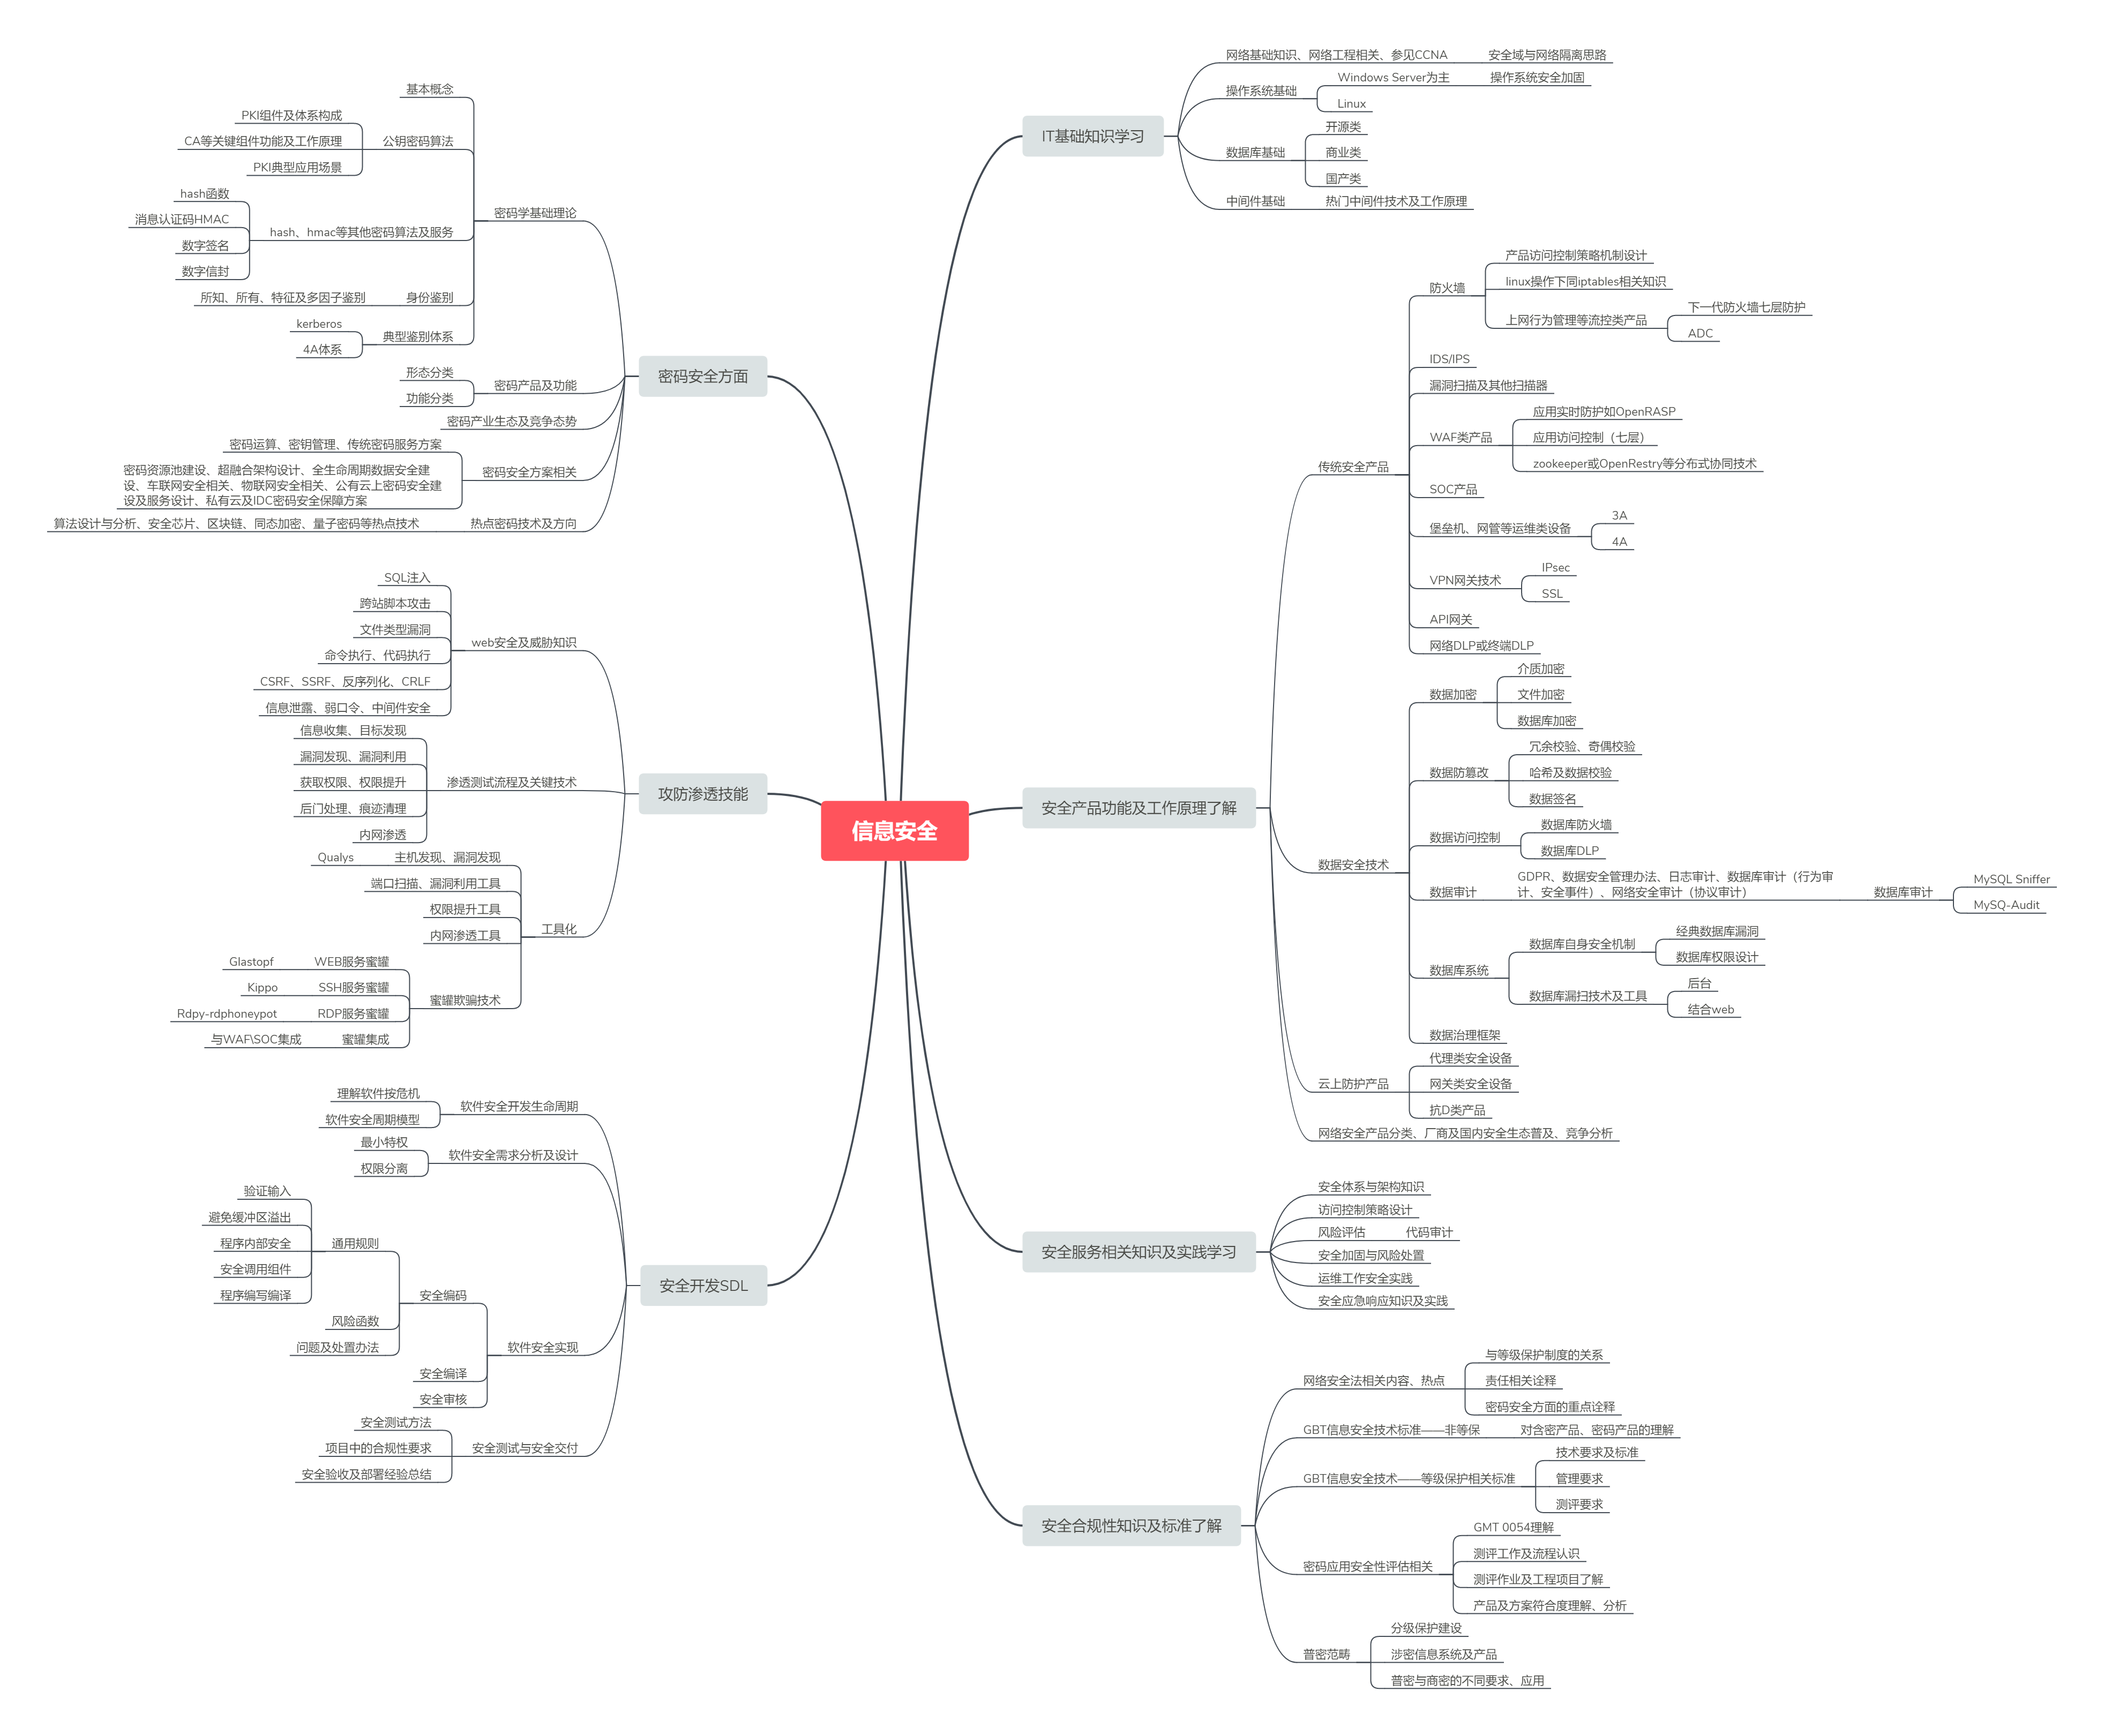 信息安全
IT基础知识学习
网络基础知识、网络工程相关、参见CCNA
安全域与网络隔离思路
操作系统基础
Windows Server为主
操作系统安全加固
Linux
数据库基础
开源类
商业类
国产类
中间件基础
热门中间件技术及工作原理
安全产品功能及工作原理了解
传统安全产品
防火墙
产品访问控制策略机制设计
linux操作下同iptables相关知识
上网行为管理等流控类产品
下一代防火墙七层防护
ADC
IDS/IPS
漏洞扫描及其他扫描器
WAF类产品
应用实时防护如OpenRASP
应用访问控制（七层）
zookeeper或OpenRestry等分布式协同技术
SOC产品
堡垒机、网管等运维类设备
3A
4A
VPN网关技术
IPsec
SSL
API网关
网络DLP或终端DLP
数据安全技术
数据加密
介质加密
文件加密
数据库加密
数据防篡改
冗余校验、奇偶校验
哈希及数据校验
数据签名
数据访问控制
数据库防火墙
数据库DLP
数据审计
GDPR、数据安全管理办法、日志审计、数据库审计（行为审
计、安全事件）、网络安全审计（协议审计）
数据库审计
MySQL Sniffer
MySQ-Audit
数据库系统
数据库自身安全机制
经典数据库漏洞
数据库权限设计
数据库漏扫技术及工具
后台
结合web
数据治理框架
云上防护产品
代理类安全设备
网关类安全设备
抗D类产品
网络安全产品分类、厂商及国内安全生态普及、竞争分析
安全服务相关知识及实践学习
安全体系与架构知识
访问控制策略设计
风险评估
代码审计
安全加固与风险处置
运维工作安全实践
安全应急响应知识及实践
安全合规性知识及标准了解
网络安全法相关内容、热点
与等级保护制度的关系
责任相关诠释
密码安全方面的重点诠释
GBT信息安全技术标准——非等保
对含密产品、密码产品的理解
GBT信息安全技术——等级保护相关标准
技术要求及标准
管理要求
测评要求
密码应用安全性评估相关
GMT 0054理解
测评工作及流程认识
测评作业及工程项目了解
产品及方案符合度理解、分析
普密范畴
分级保护建设
涉密信息系统及产品
普密与商密的不同要求、应用
密码安全方面
密码学基础理论
基本概念
公钥密码算法
PKI组件及体系构成
CA等关键组件功能及工作原理
PKI典型应用场景
hash、hmac等其他密码算法及服务
hash函数
消息认证码HMAC
数字签名
数字信封
身份鉴别
所知、所有、特征及多因子鉴别
典型鉴别体系
kerberos
4A体系
密码产品及功能
形态分类
功能分类
密码产业生态及竞争态势
密码安全方案相关
密码运算、密钥管理、传统密码服务方案
密码资源池建设、超融合架构设计、全生命周期数据安全建
设、车联网安全相关、物联网安全相关、公有云上密码安全建
设及服务设计、私有云及IDC密码安全保障方案
热点密码技术及方向
算法设计与分析、安全芯片、区块链、同态加密、量子密码等热点技术
攻防渗透技能
web安全及威胁知识
SQL注入
跨站脚本攻击
文件类型漏洞
命令执行、代码执行
CSRF、SSRF、反序列化、CRLF
信息泄露、弱口令、中间件安全
渗透测试流程及关键技术
信息收集、目标发现
漏洞发现、漏洞利用
获取权限、权限提升
后门处理、痕迹清理
内网渗透
工具化
主机发现、漏洞发现
Qualys
端口扫描、漏洞利用工具
权限提升工具
内网渗透工具
蜜罐欺骗技术
WEB服务蜜罐
Glastopf
SSH服务蜜罐
Kippo
RDP服务蜜罐
Rdpy-rdphoneypot
蜜罐集成
与WAF\SOC集成
安全开发SDL
软件安全开发生命周期
理解软件按危机
软件安全周期模型
软件安全需求分析及设计
最小特权
权限分离
软件安全实现
安全编码
通用规则
验证输入
避免缓冲区溢出
程序内部安全
安全调用组件
程序编写编译
风险函数
问题及处置办法
安全编译
安全审核
安全测试与安全交付
安全测试方法
项目中的合规性要求
安全验收及部署经验总结